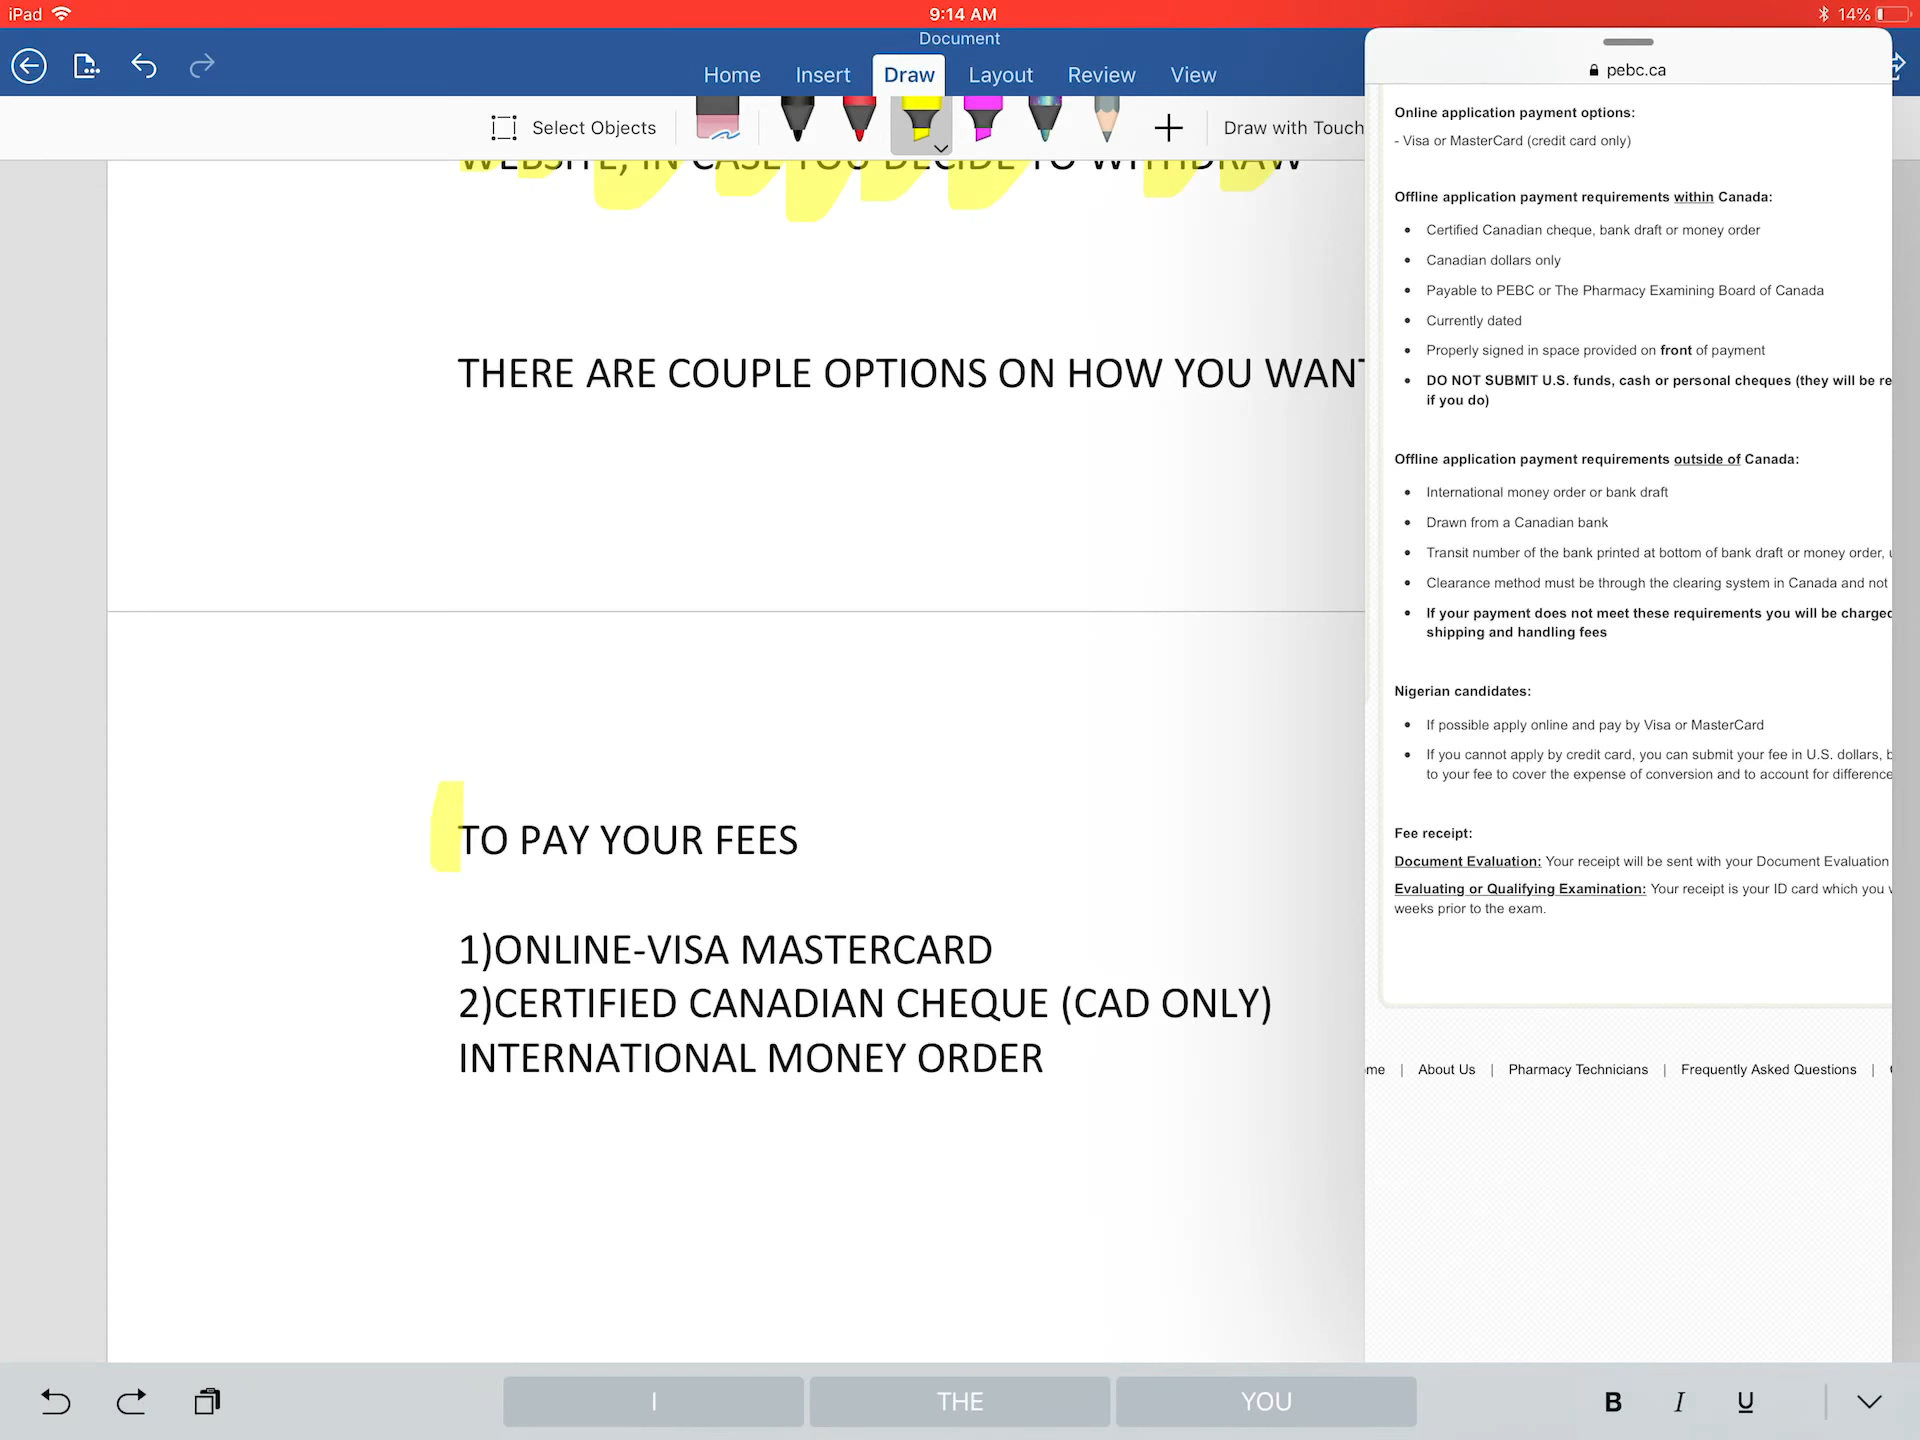 iPad
9:14 AM
14%
Document
Home Insert Draw Layout Review View
Select Objects
Draw with Touch
WEBSITE, IN CASE YOU DECIDE TO WITHDRAW
THERE ARE COUPLE OPTIONS ON HOW YOU WANT
TO PAY YOUR FEES
1)ONLINE-VISA MASTERCARD
2)CERTIFIED CANADIAN CHEQUE (CAD ONLY)
INTERNATIONAL MONEY ORDER
pebc.ca
Online application payment options:
- Visa or MasterCard (credit card only)
Offline application payment requirements within Canada:
• Certified Canadian cheque, bank draft or money order
• Canadian dollars only
• Payable to PEBC or The Pharmacy Examining Board of Canada
• Currently dated
• Properly signed in space provided on front of payment
• DO NOT SUBMIT U.S. funds, cash or personal cheques (they will be re
if you do)
Offline application payment requirements outside of Canada:
• International money order or bank draft
• Drawn from a Canadian bank
• Transit number of the bank printed at bottom of bank draft or money order,
• Clearance method must be through the clearing system in Canada and not
• If your payment does not meet these requirements you will be charged
shipping and handling fees
Nigerian candidates:
• If possible apply online and pay by Visa or MasterCard
• If you cannot apply by credit card, you can submit your fee in U.S. dollars,
to your fee to cover the expense of conversion and to account for difference
Fee receipt:
Document Evaluation: Your receipt will be sent with your Document Evaluation
Evaluating or Qualifying Examination: Your receipt is your ID card which you
weeks prior to the exam.
me | About Us | Pharmacy Technicians | Frequently Asked Questions |
I THE YOU
B I U